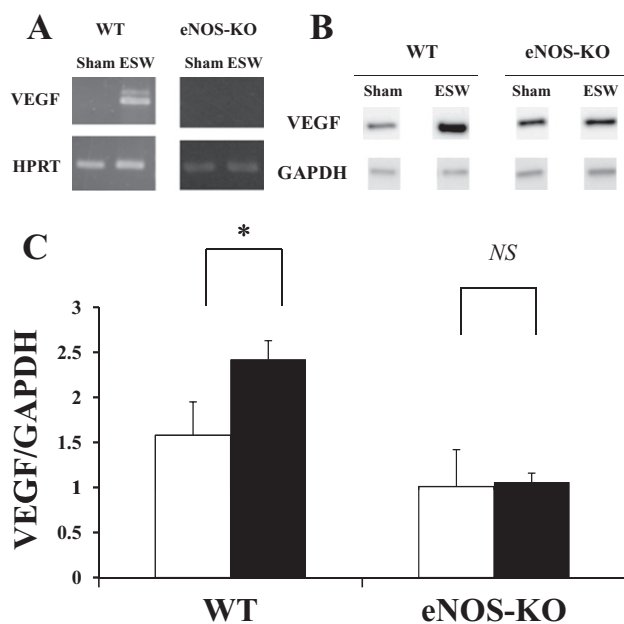 A
WT eNOS-KO
Sham ESW Sham ESW
VEGF
HPRT
B
WT eNOS-KO
Sham ESW Sham ESW
VEGF
GAPDH
C
* NS
VEGF/GAPDH
3
2.5
2
1.5
1
0.5
0
WT eNOS-KO